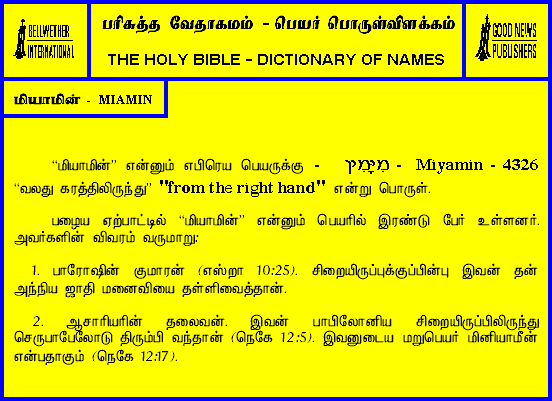 BELLWETHER
INTERNATIONAL
பரிசுத்த வேதாகமம் - பெயர் பொருள்விளக்கம்
THE HOLY BIBLE - DICTIONARY OF NAMES
GOOD NEWS
PUBLISHERS
மியாமின் - MIAMIN
“மியாமின்” என்னும் எபிரெய பெயருக்கு - מִיָּמִן - Miyamin - 4326
“வலது கரத்திலிருந்து” "from the right hand" என்று பொருள்.
பழைய ஏற்பாட்டில் “மியாமின்” என்னும் பெயரில் இரண்டு பேர் உள்ளனர்.
அவர்களின் விவரம் வருமாறு:
1. பாரோஷின் குமாரன் (எஸ்றா 10:25). சிறையிருப்புக்குப்பின்பு இவன் தன்
அந்நிய ஜாதி மனைவியை தள்ளிவைத்தான்.
2. ஆசாரியரின் தலைவன். இவன் பாபிலோனிய சிறையிருப்பிலிருந்து
செருபாபேலோடு திரும்பி வந்தான் (நெகே 12:5). இவனுடைய மறுபெயர் மினியாமீன்
என்பதாகும் (நெகே 12:17).